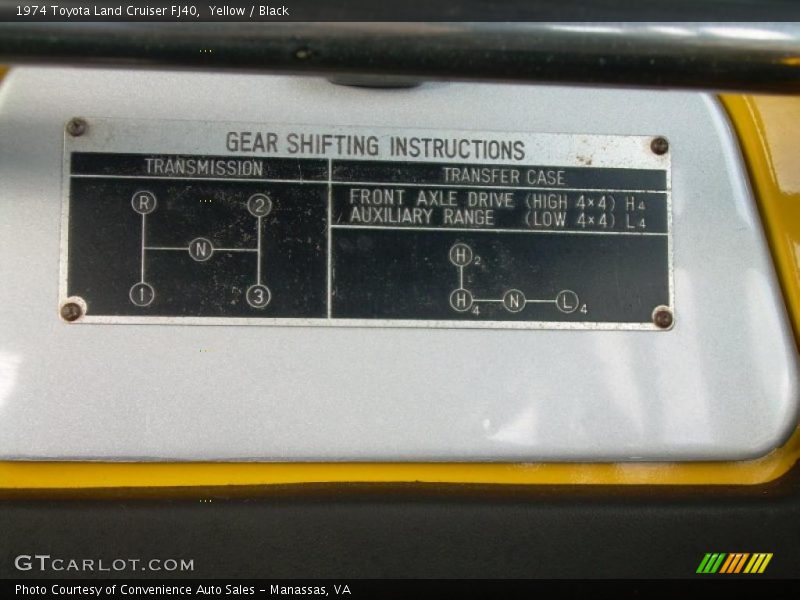 1974 Toyota Land Cruiser FJ40,  Yellow / Black
GEAR SHIFTING INSTRUCTIONS
TRANSMISSION
R 2
N
1 3
TRANSFER CASE
FRONT AXLE DRIVE (HIGH 4×4) H4
AUXILIARY RANGE (LOW 4×4) L4
H2
H4 N L4
GTCARLOT.COM
Photo Courtesy of Convenience Auto Sales - Manassas, VA